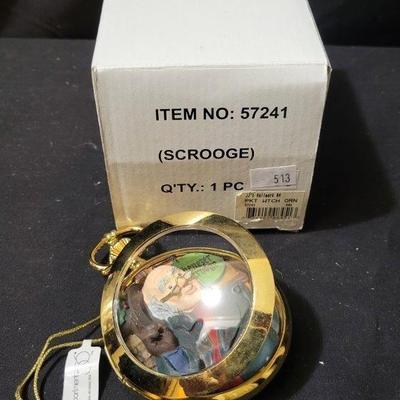 ITEM NO: 57241
(SCROOGE)
513
Q'TY.: 1 PC
PKT WTCH ORN